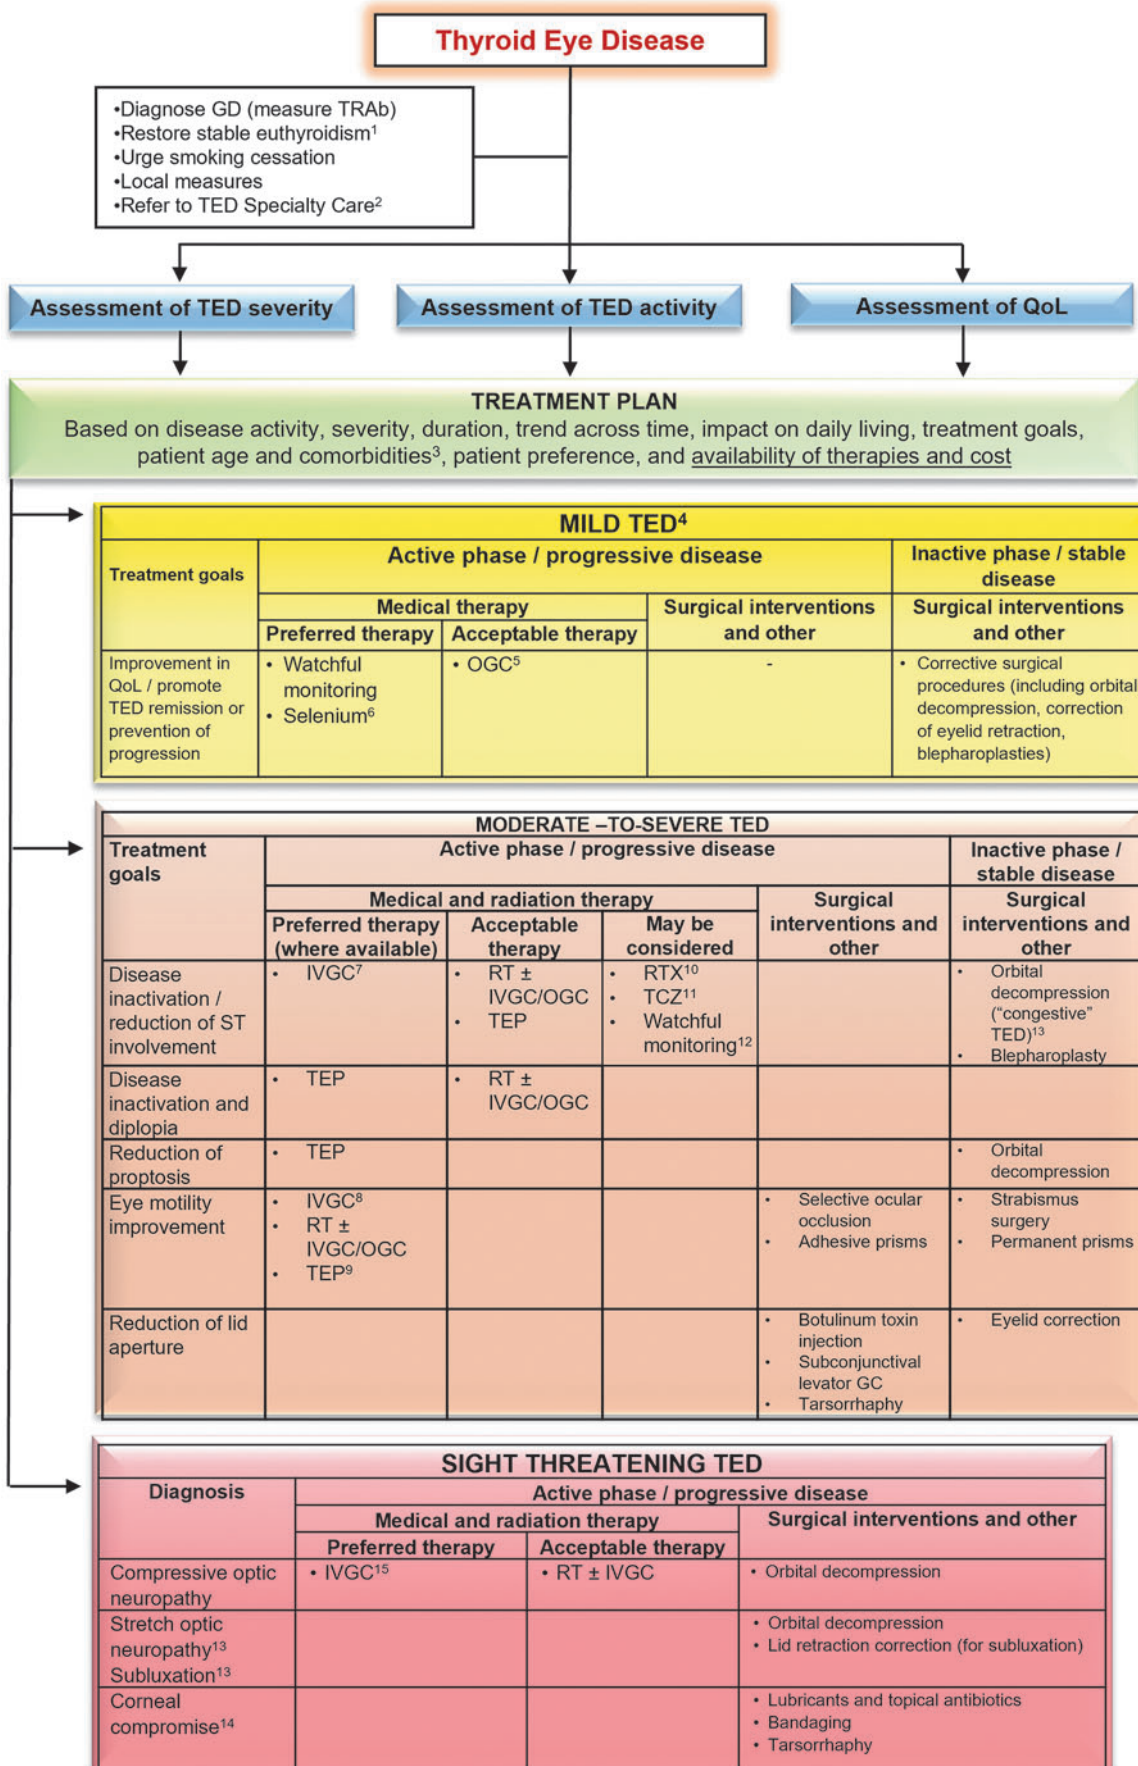 Thyroid Eye Disease
•Diagnose GD (measure TRAb)
•Restore stable euthyroidism¹
•Urge smoking cessation
•Local measures
•Refer to TED Specialty Care²
Assessment of TED severity
Assessment of TED activity
Assessment of QoL
TREATMENT PLAN
Based on disease activity, severity, duration, trend across time, impact on daily living, treatment goals,
patient age and comorbidities³, patient preference, and availability of therapies and cost
MILD TED⁴
Treatment goals
Active phase / progressive disease
Inactive phase / stable
disease
Medical therapy
Surgical interventions
and other
Surgical interventions
and other
Preferred therapy
Acceptable therapy
Improvement in
QoL / promote
TED remission or
prevention of
progression
• Watchful
monitoring
• Selenium⁶
• OGC⁵
-
• Corrective surgical
procedures (including orbital
decompression, correction
of eyelid retraction,
blepharoplasties)
MODERATE –TO-SEVERE TED
Treatment
goals
Active phase / progressive disease
Inactive phase /
stable disease
Medical and radiation therapy
Surgical
interventions and
other
Surgical
interventions and
other
Preferred therapy
(where available)
Acceptable
therapy
May be
considered
Disease
inactivation /
reduction of ST
involvement
• IVGC⁷
• RT ±
IVGC/OGC
• TEP
• RTX¹⁰
• TCZ¹¹
• Watchful
monitoring¹²
• Orbital
decompression
("congestive"
TED)¹³
• Blepharoplasty
Disease
inactivation and
diplopia
• TEP
• RT ±
IVGC/OGC
Reduction of
proptosis
• TEP
• Orbital
decompression
Eye motility
improvement
• IVGC⁸
• RT ±
IVGC/OGC
• TEP⁹
• Selective ocular
occlusion
• Adhesive prisms
• Strabismus
surgery
• Permanent prisms
Reduction of lid
aperture
• Botulinum toxin
injection
• Subconjunctival
levator GC
• Tarsorrhaphy
• Eyelid correction
SIGHT THREATENING TED
Diagnosis
Active phase / progressive disease
Medical and radiation therapy
Surgical interventions and other
Preferred therapy
Acceptable therapy
Compressive optic
neuropathy
• IVGC¹⁵
• RT ± IVGC
• Orbital decompression
Stretch optic
neuropathy¹³
Subluxation¹³
• Orbital decompression
• Lid retraction correction (for subluxation)
Corneal
compromise¹⁴
• Lubricants and topical antibiotics
• Bandaging
• Tarsorrhaphy